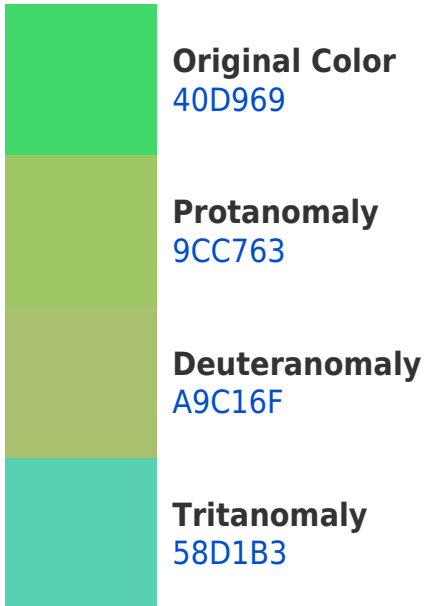 Original Color
40D969
Protanomaly
9CC763
Deuteranomaly
A9C16F
Tritanomaly
58D1B3